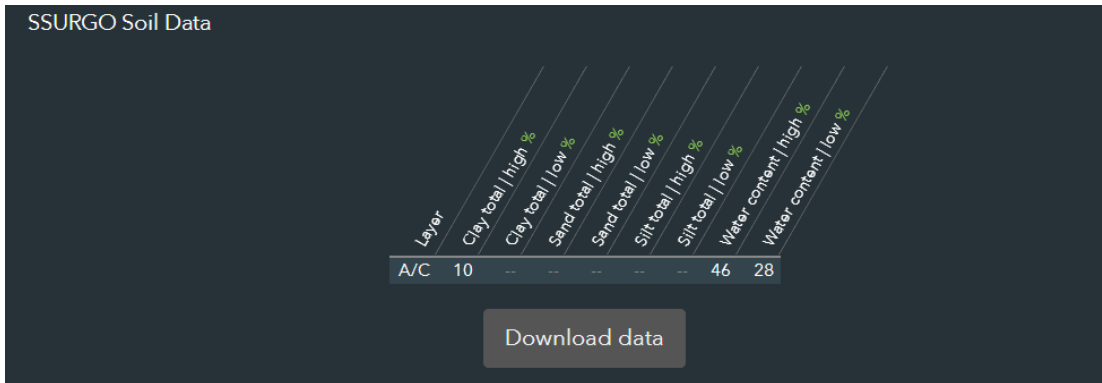 SSURGO Soil Data
Layer
Clay total | high %
Clay total | low %
Sand total | high %
Sand total | low %
Silt total | high %
Silt total | low %
Water content | high %
Water content | low %
A/C 10 -- -- -- -- -- 46 28
Download data